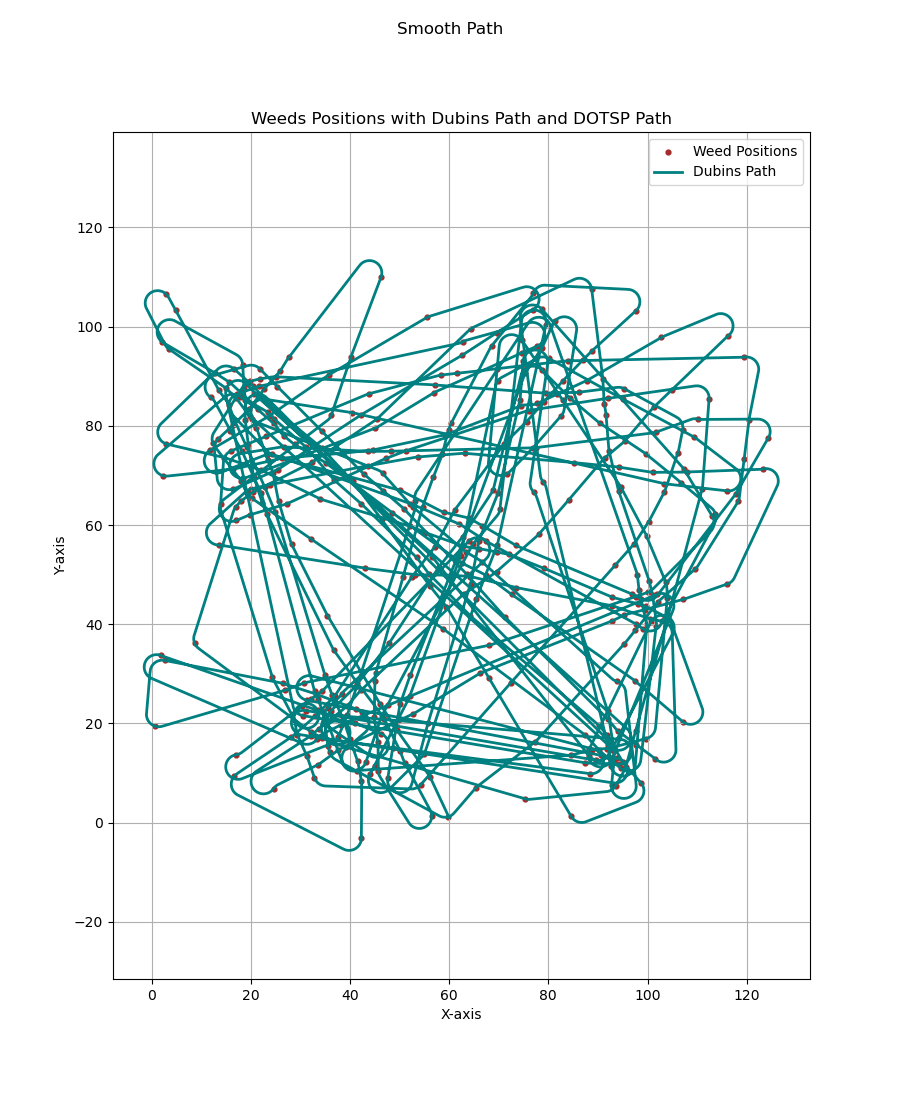 Smooth Path
Weeds Positions with Dubins Path and DOTSP Path
Weed Positions
Dubins Path
120
100
80
60
40
20
0
−20
Y-axis
0 20 40 60 80 100 120
X-axis